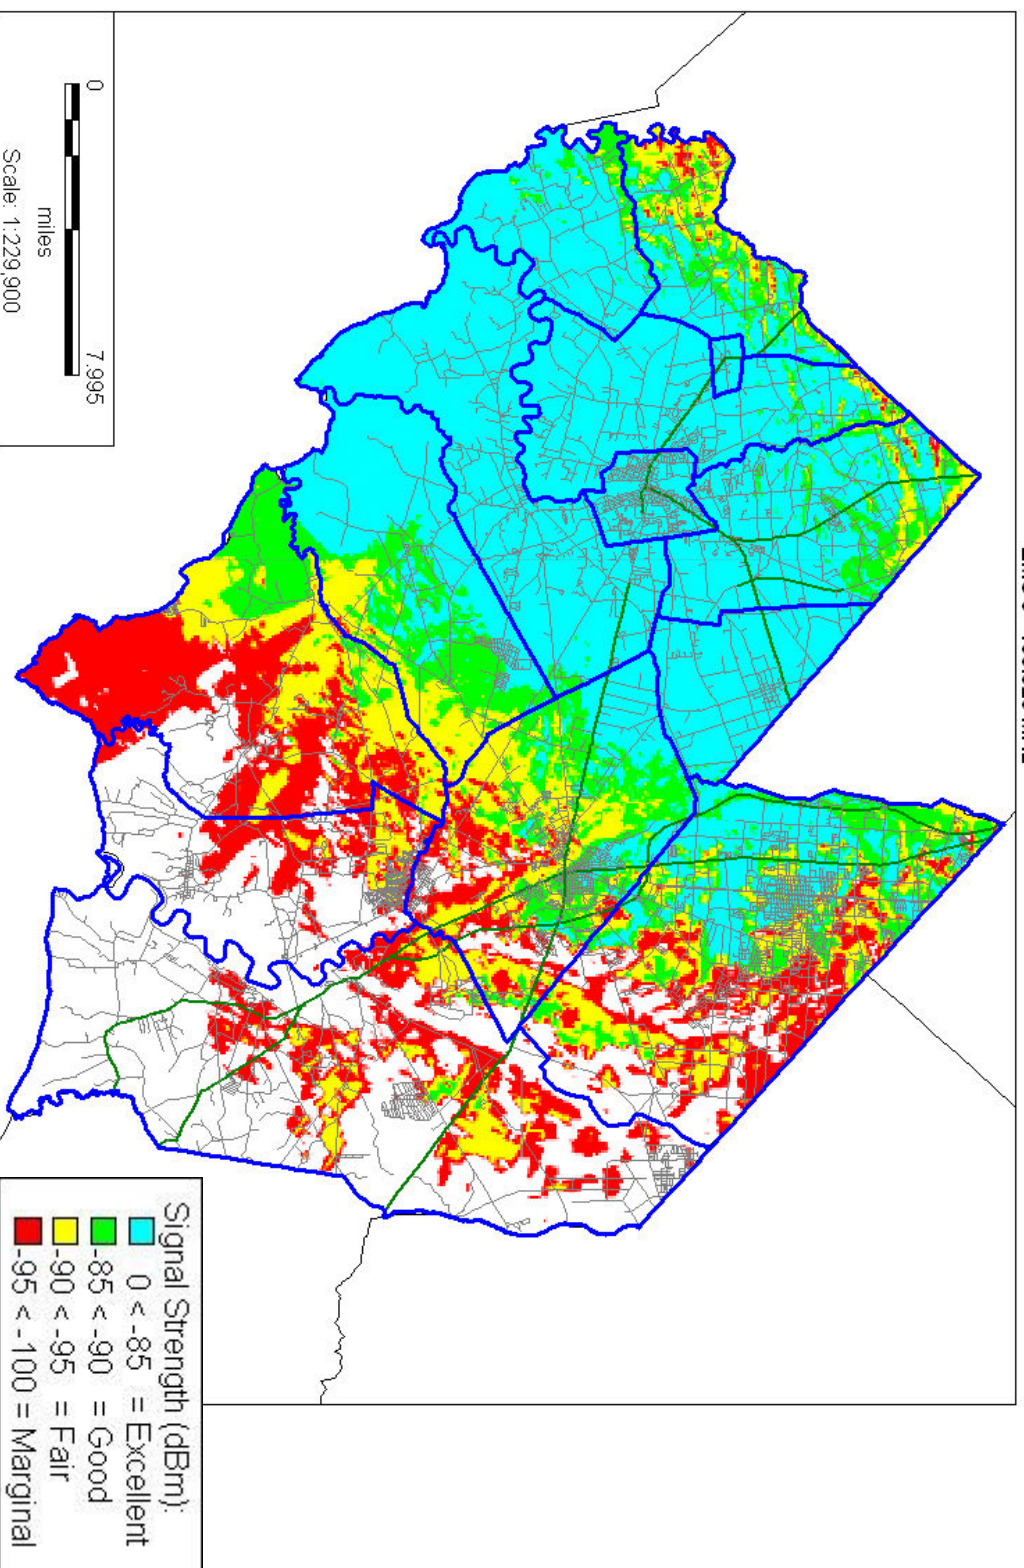 0 7.995
miles
Scale: 1:229,900
Signal Strength (dBm):
0 < -85 = Excellent
-85 < -90 = Good
-90 < -95 = Fair
-95 < -100 = Marginal